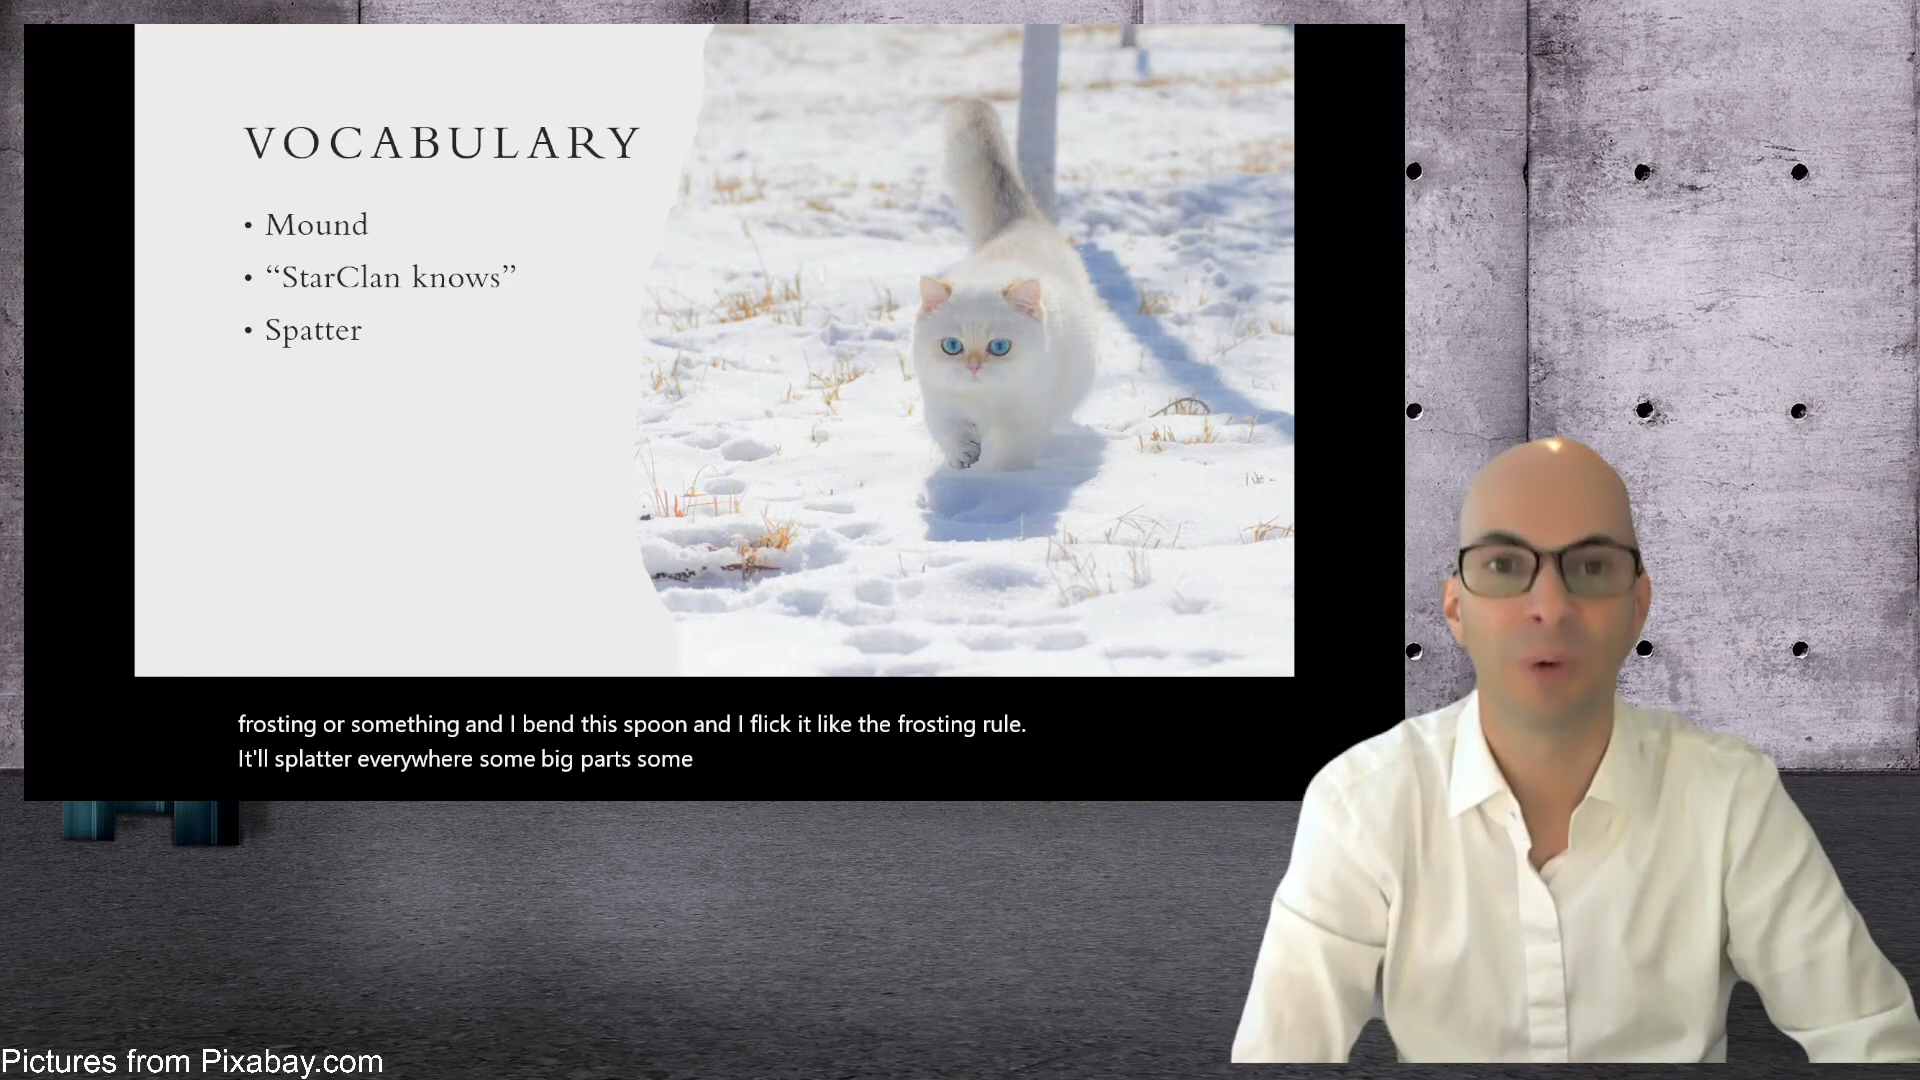 VOCABULARY
• Mound
• “StarClan knows”
• Spatter
frosting or something and I bend this spoon and I flick it like the frosting rule.
It'll splatter everywhere some big parts some
Pictures from Pixabay.com